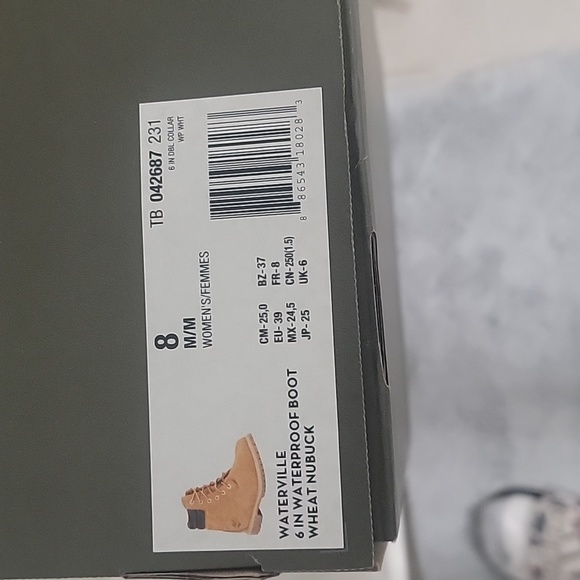 TB 042687 231
6 IN DBL COLLAR
WP WHT
8 86543 18028 3
8
M/M
WOMEN'S/FEMMES
CM-25,0 BZ-37
EU-39 FR-8
MX-24,5 CN-250(1.5)
JP-25 UK-6
WATERVILLE
6 IN WATERPROOF BOOT
WHEAT NUBUCK